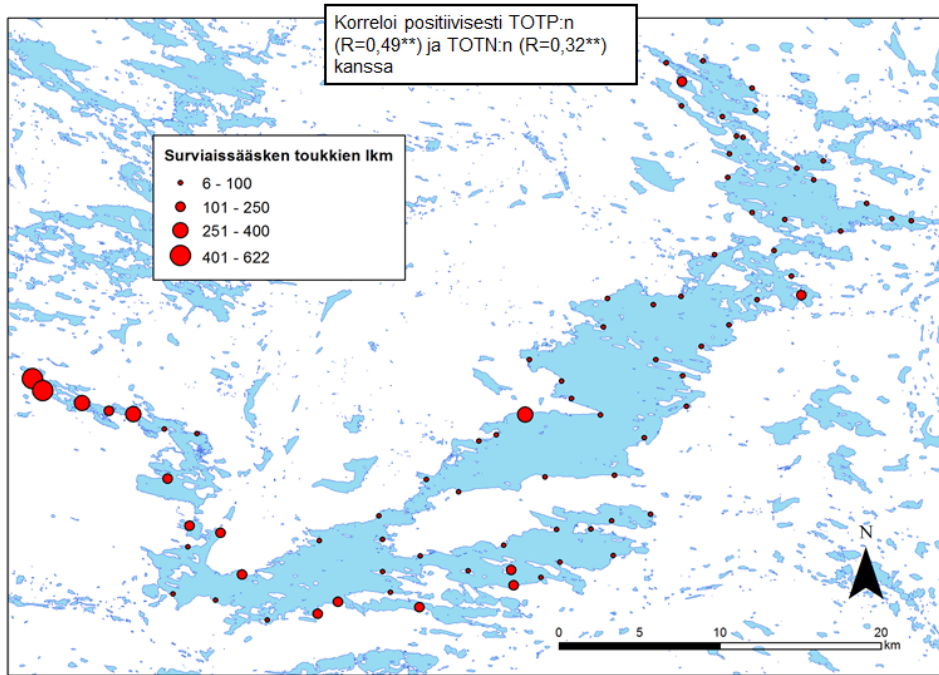 Korreloi positiivisesti TOTP:n
(R=0,49**) ja TOTN:n (R=0,32**)
kanssa
Surviaissääsken toukkien lkm
6 - 100
101 - 250
251 - 400
401 - 622
N
0 10 20
km